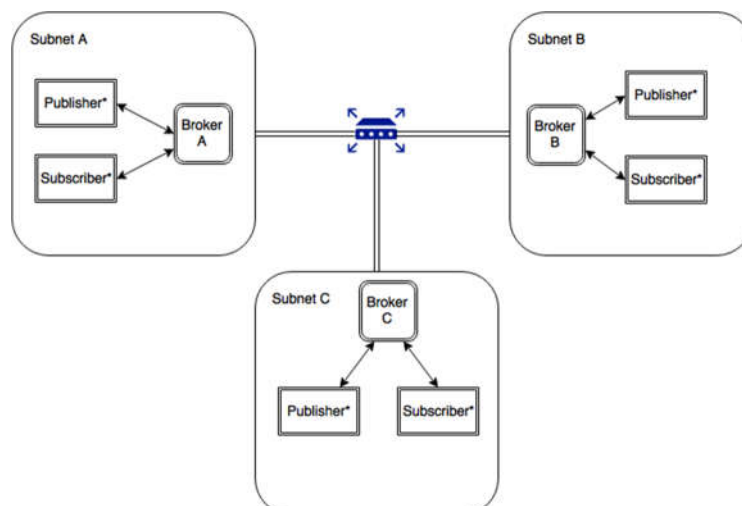 Subnet A
Publisher*
Broker
A
Subscriber*
Subnet B
Publisher*
Broker
B
Subscriber*
Subnet C
Broker
C
Publisher*
Subscriber*